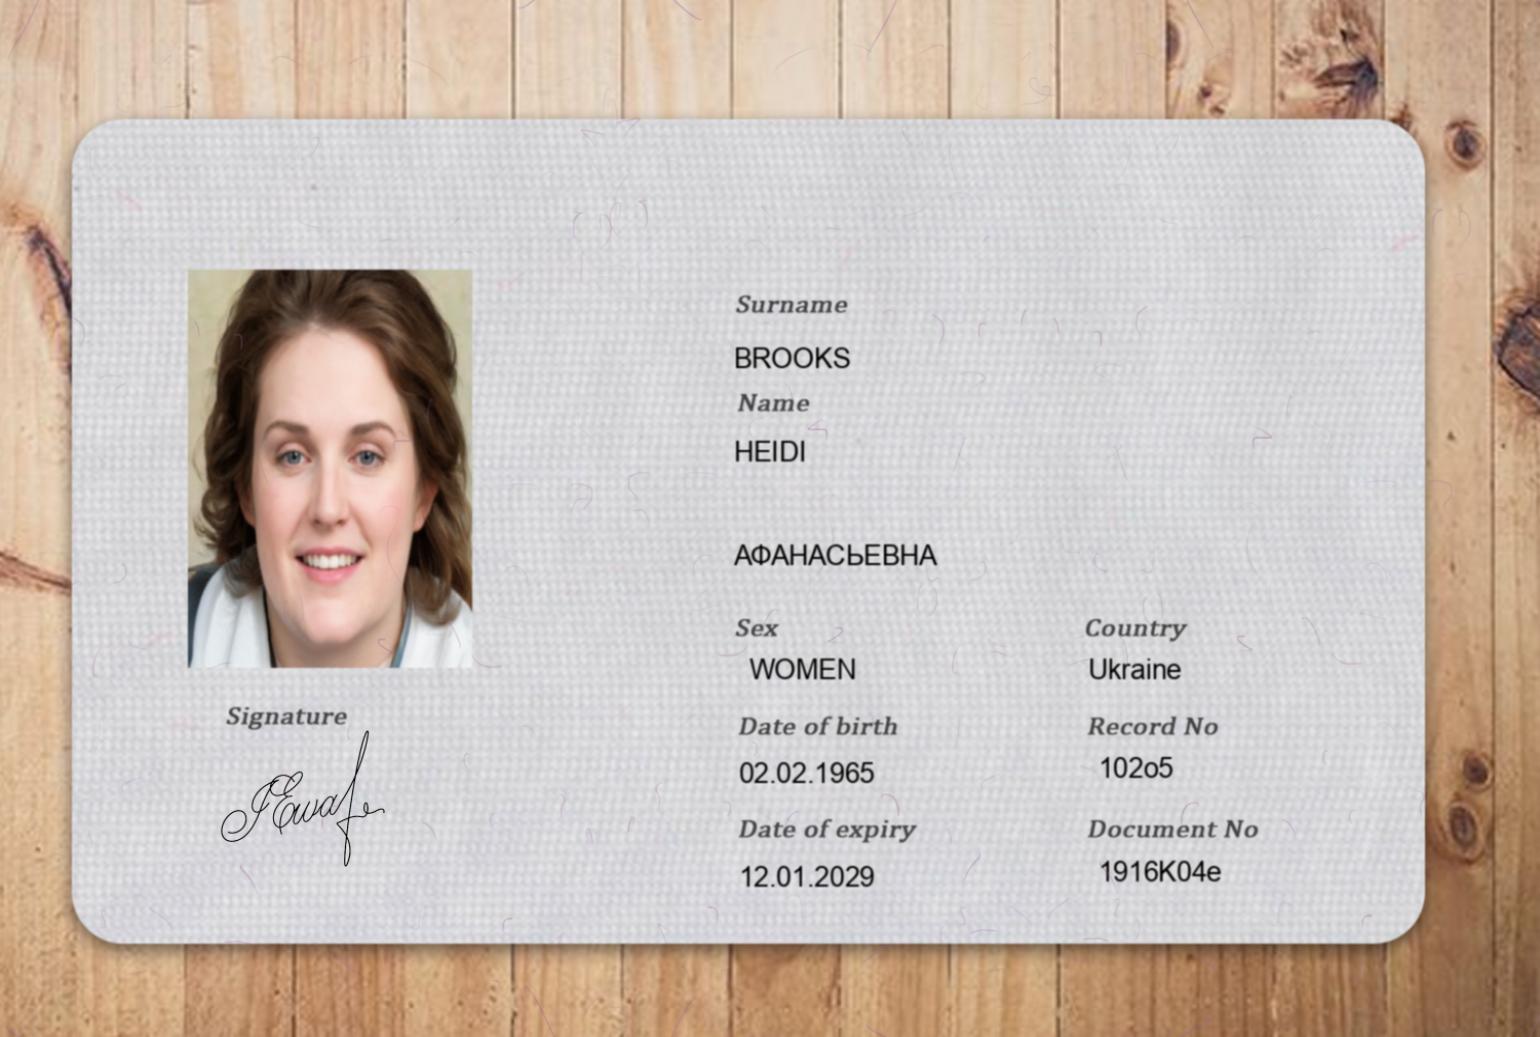 Surname
BROOKS
Name
HEIDI
АФАНАСЬЕВНА
Sex
Country
WOMEN
Ukraine
Date of birth
Record No
02.02.1965
102o5
Date of expiry
Document No
12.01.2029
1916K04e
Signature